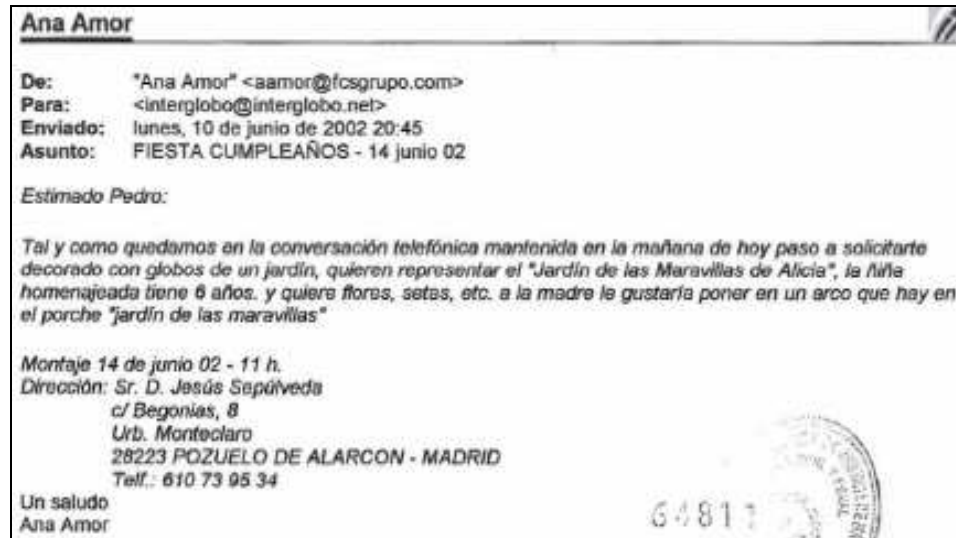 Ana Amor
De: "Ana Amor" <aamor@fcsgrupo.com>
Para: <interglobo@interglobo.net>
Enviado: lunes, 10 de junio de 2002 20:45
Asunto: FIESTA CUMPLEAÑOS - 14 junio 02
Estimado Pedro:
Tal y como quedamos en la conversación telefónica mantenida en la mañana de hoy paso a solicitarte
decorado con globos de un jardín, quieren representar el "Jardín de las Maravillas de Alicia", la niña
homenajeada tiene 6 años. y quiere flores, setas, etc. a la madre le gustaría poner en un arco que hay en
el porche "jardín de las maravillas"
Montaje 14 de junio 02 - 11 h.
Dirección: Sr. D. Jesús Sepúlveda
c/ Begonias, 8
Urb. Monteclaro
28223 POZUELO DE ALARCON - MADRID
Telf.: 610 73 95 34
Un saludo
Ana Amor